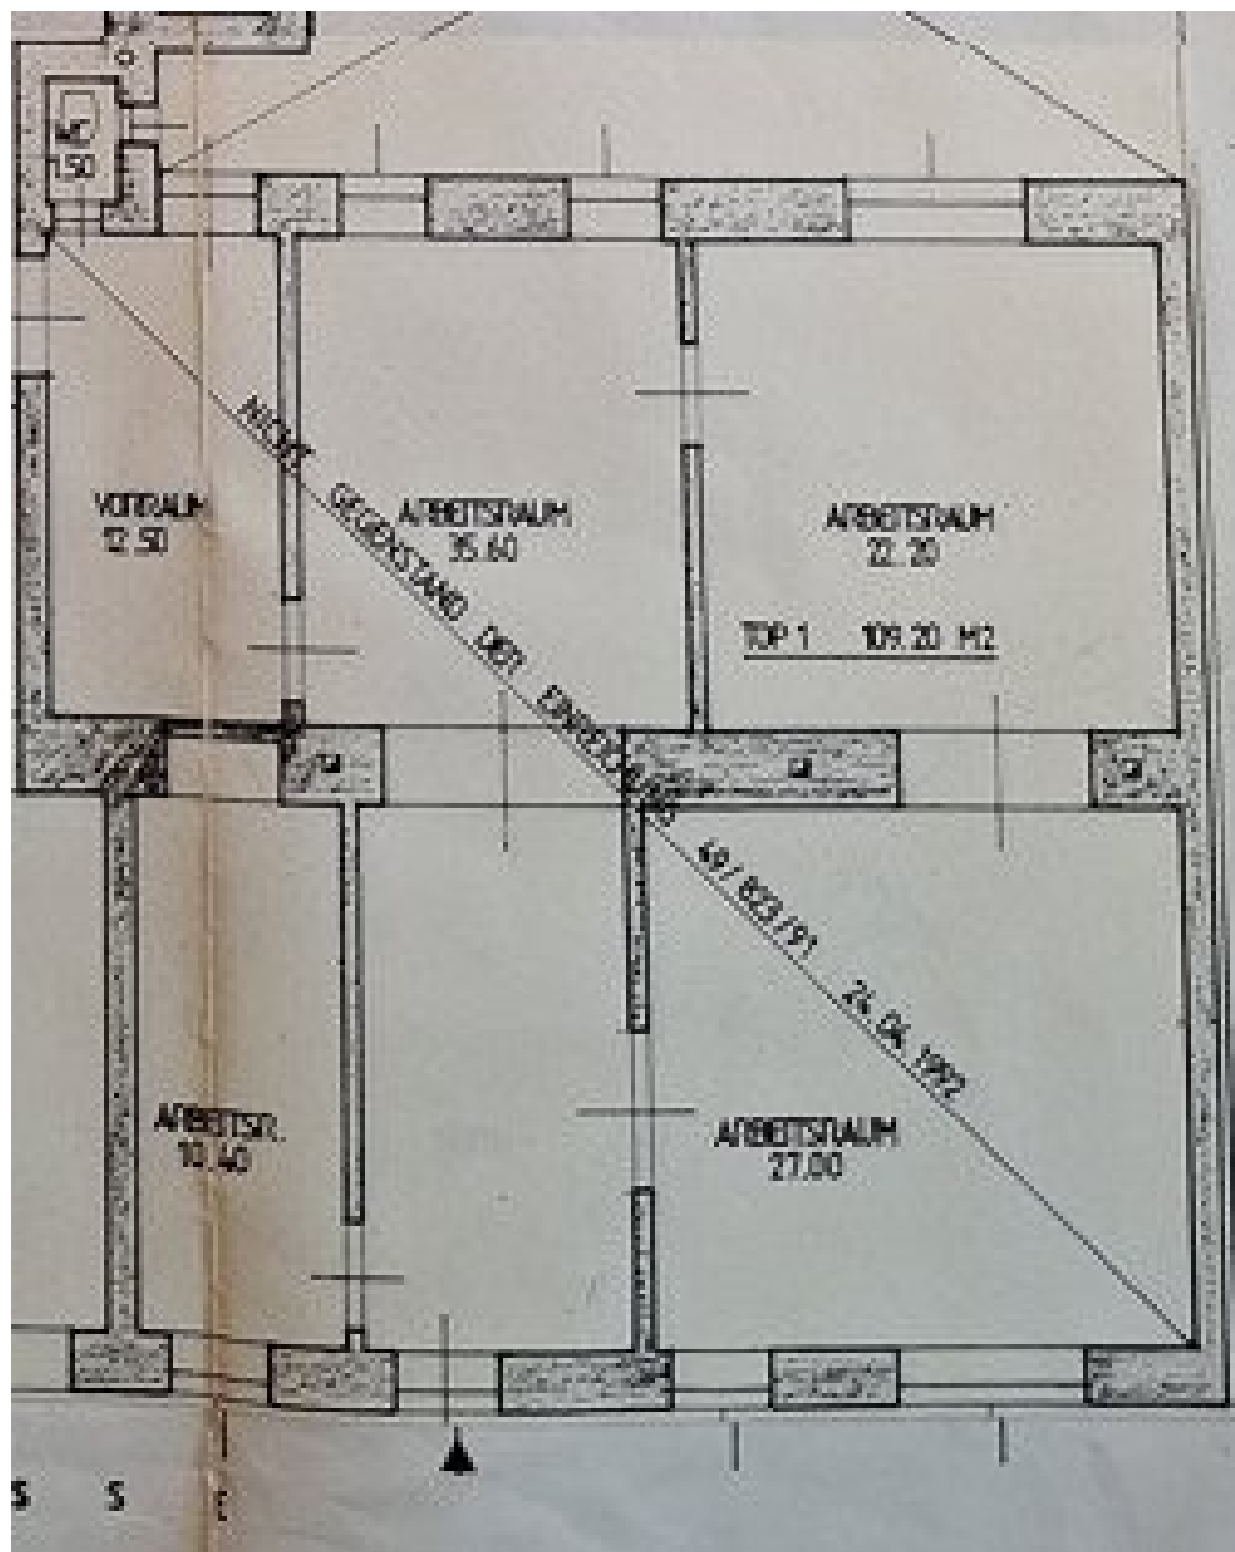 WC
1.50
VORRAUM
12.50
ARBEITSRAUM
35.60
ARBEITSRAUM
22.20
TOP 1 109.20 M2
NICHT GEGENSTAND DER EINREICHUNG 49/823/91 24.04.1992
ARBEITSR.
10.40
ARBEITSRAUM
27.00
S S E